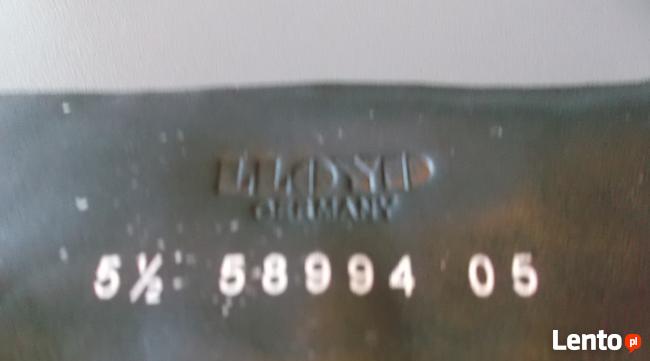 LLOYD
GERMANY
5½ 58994 05
Lento.pl